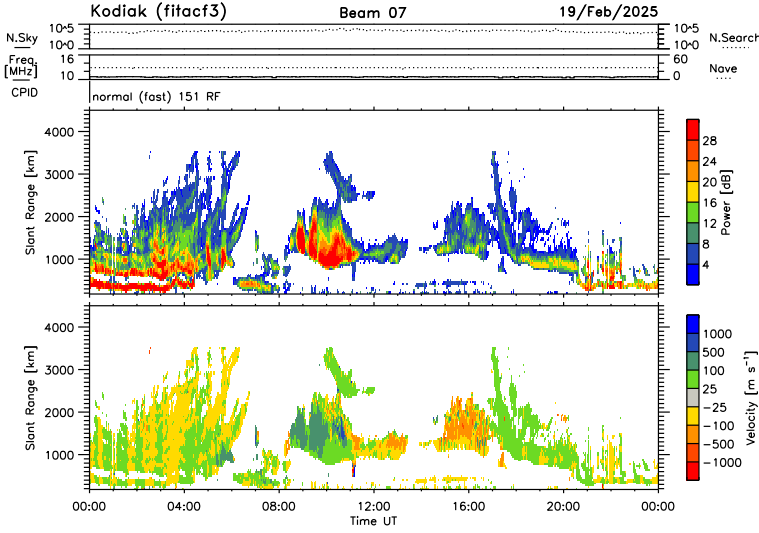 Kodiak (fitacf3) Beam 07 19/Feb/2025
N.Sky 10^5 10^0 10^5 10^0 N.Search
Freq. [MHz] 16 10 60 0 Nave
CPID normal (fast) 151 RF
Slant Range [km]
4000
3000
2000
1000
28
24
20
16
12
8
4
Power [dB]
Slant Range [km]
4000
3000
2000
1000
1000
500
100
25
-25
-100
-500
-1000
Velocity [m s⁻¹]
00:00 04:00 08:00 12:00 16:00 20:00 00:00
Time UT